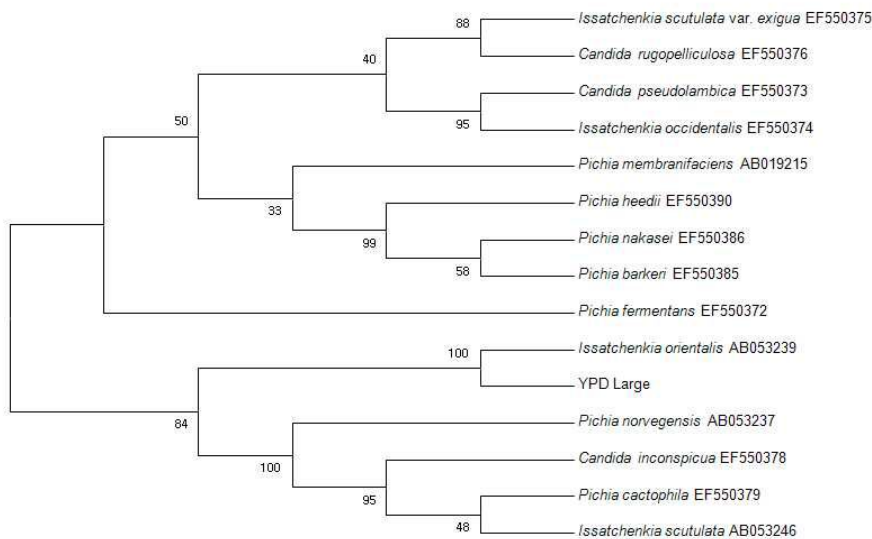 88
Issatchenkia scutulata var. exigua EF550375
40
Candida rugopelliculosa EF550376
Candida pseudolambica EF550373
50
95
Issatchenkia occidentalis EF550374
Pichia membranifaciens AB019215
33
Pichia heedii EF550390
99
Pichia nakasei EF550386
58
Pichia barkeri EF550385
Pichia fermentans EF550372
100
Issatchenkia orientalis AB053239
YPD Large
84
Pichia norvegensis AB053237
100
Candida inconspicua EF550378
95
Pichia cactophila EF550379
48
Issatchenkia scutulata AB053246